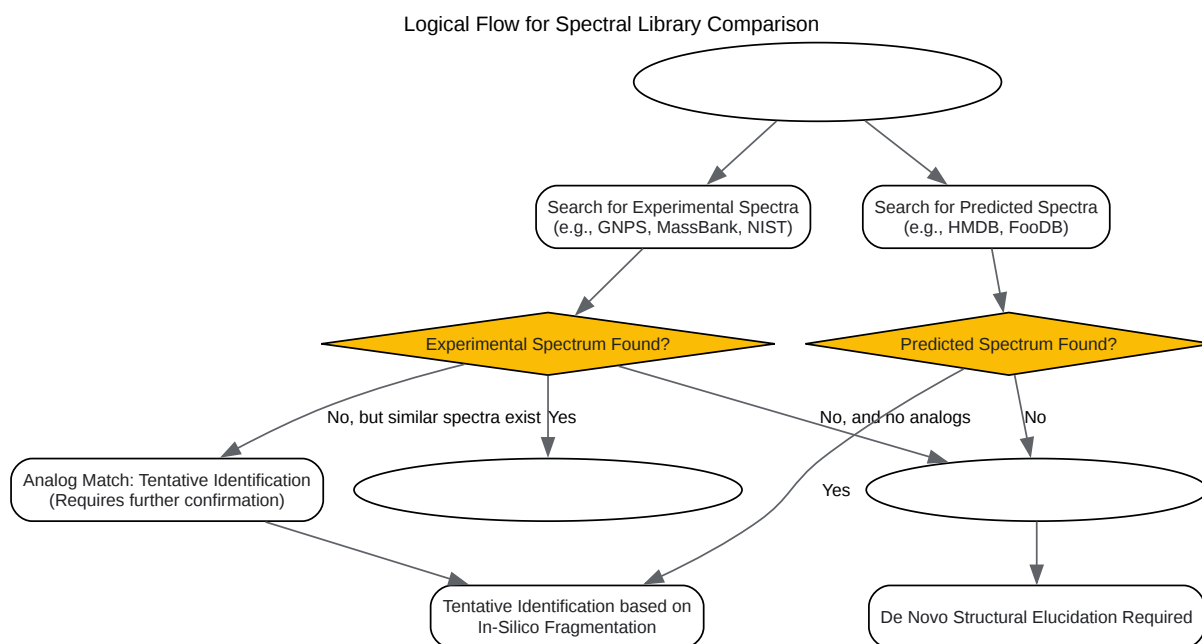 Logical Flow for Spectral Library Comparison
Search for Experimental Spectra
(e.g., GNPS, MassBank, NIST)
Search for Predicted Spectra
(e.g., HMDB, FooDB)
Experimental Spectrum Found?
Predicted Spectrum Found?
No, but similar spectra exist
Yes
No, and no analogs
No
Analog Match: Tentative Identification
(Requires further confirmation)
Yes
Tentative Identification based on
In-Silico Fragmentation
De Novo Structural Elucidation Required